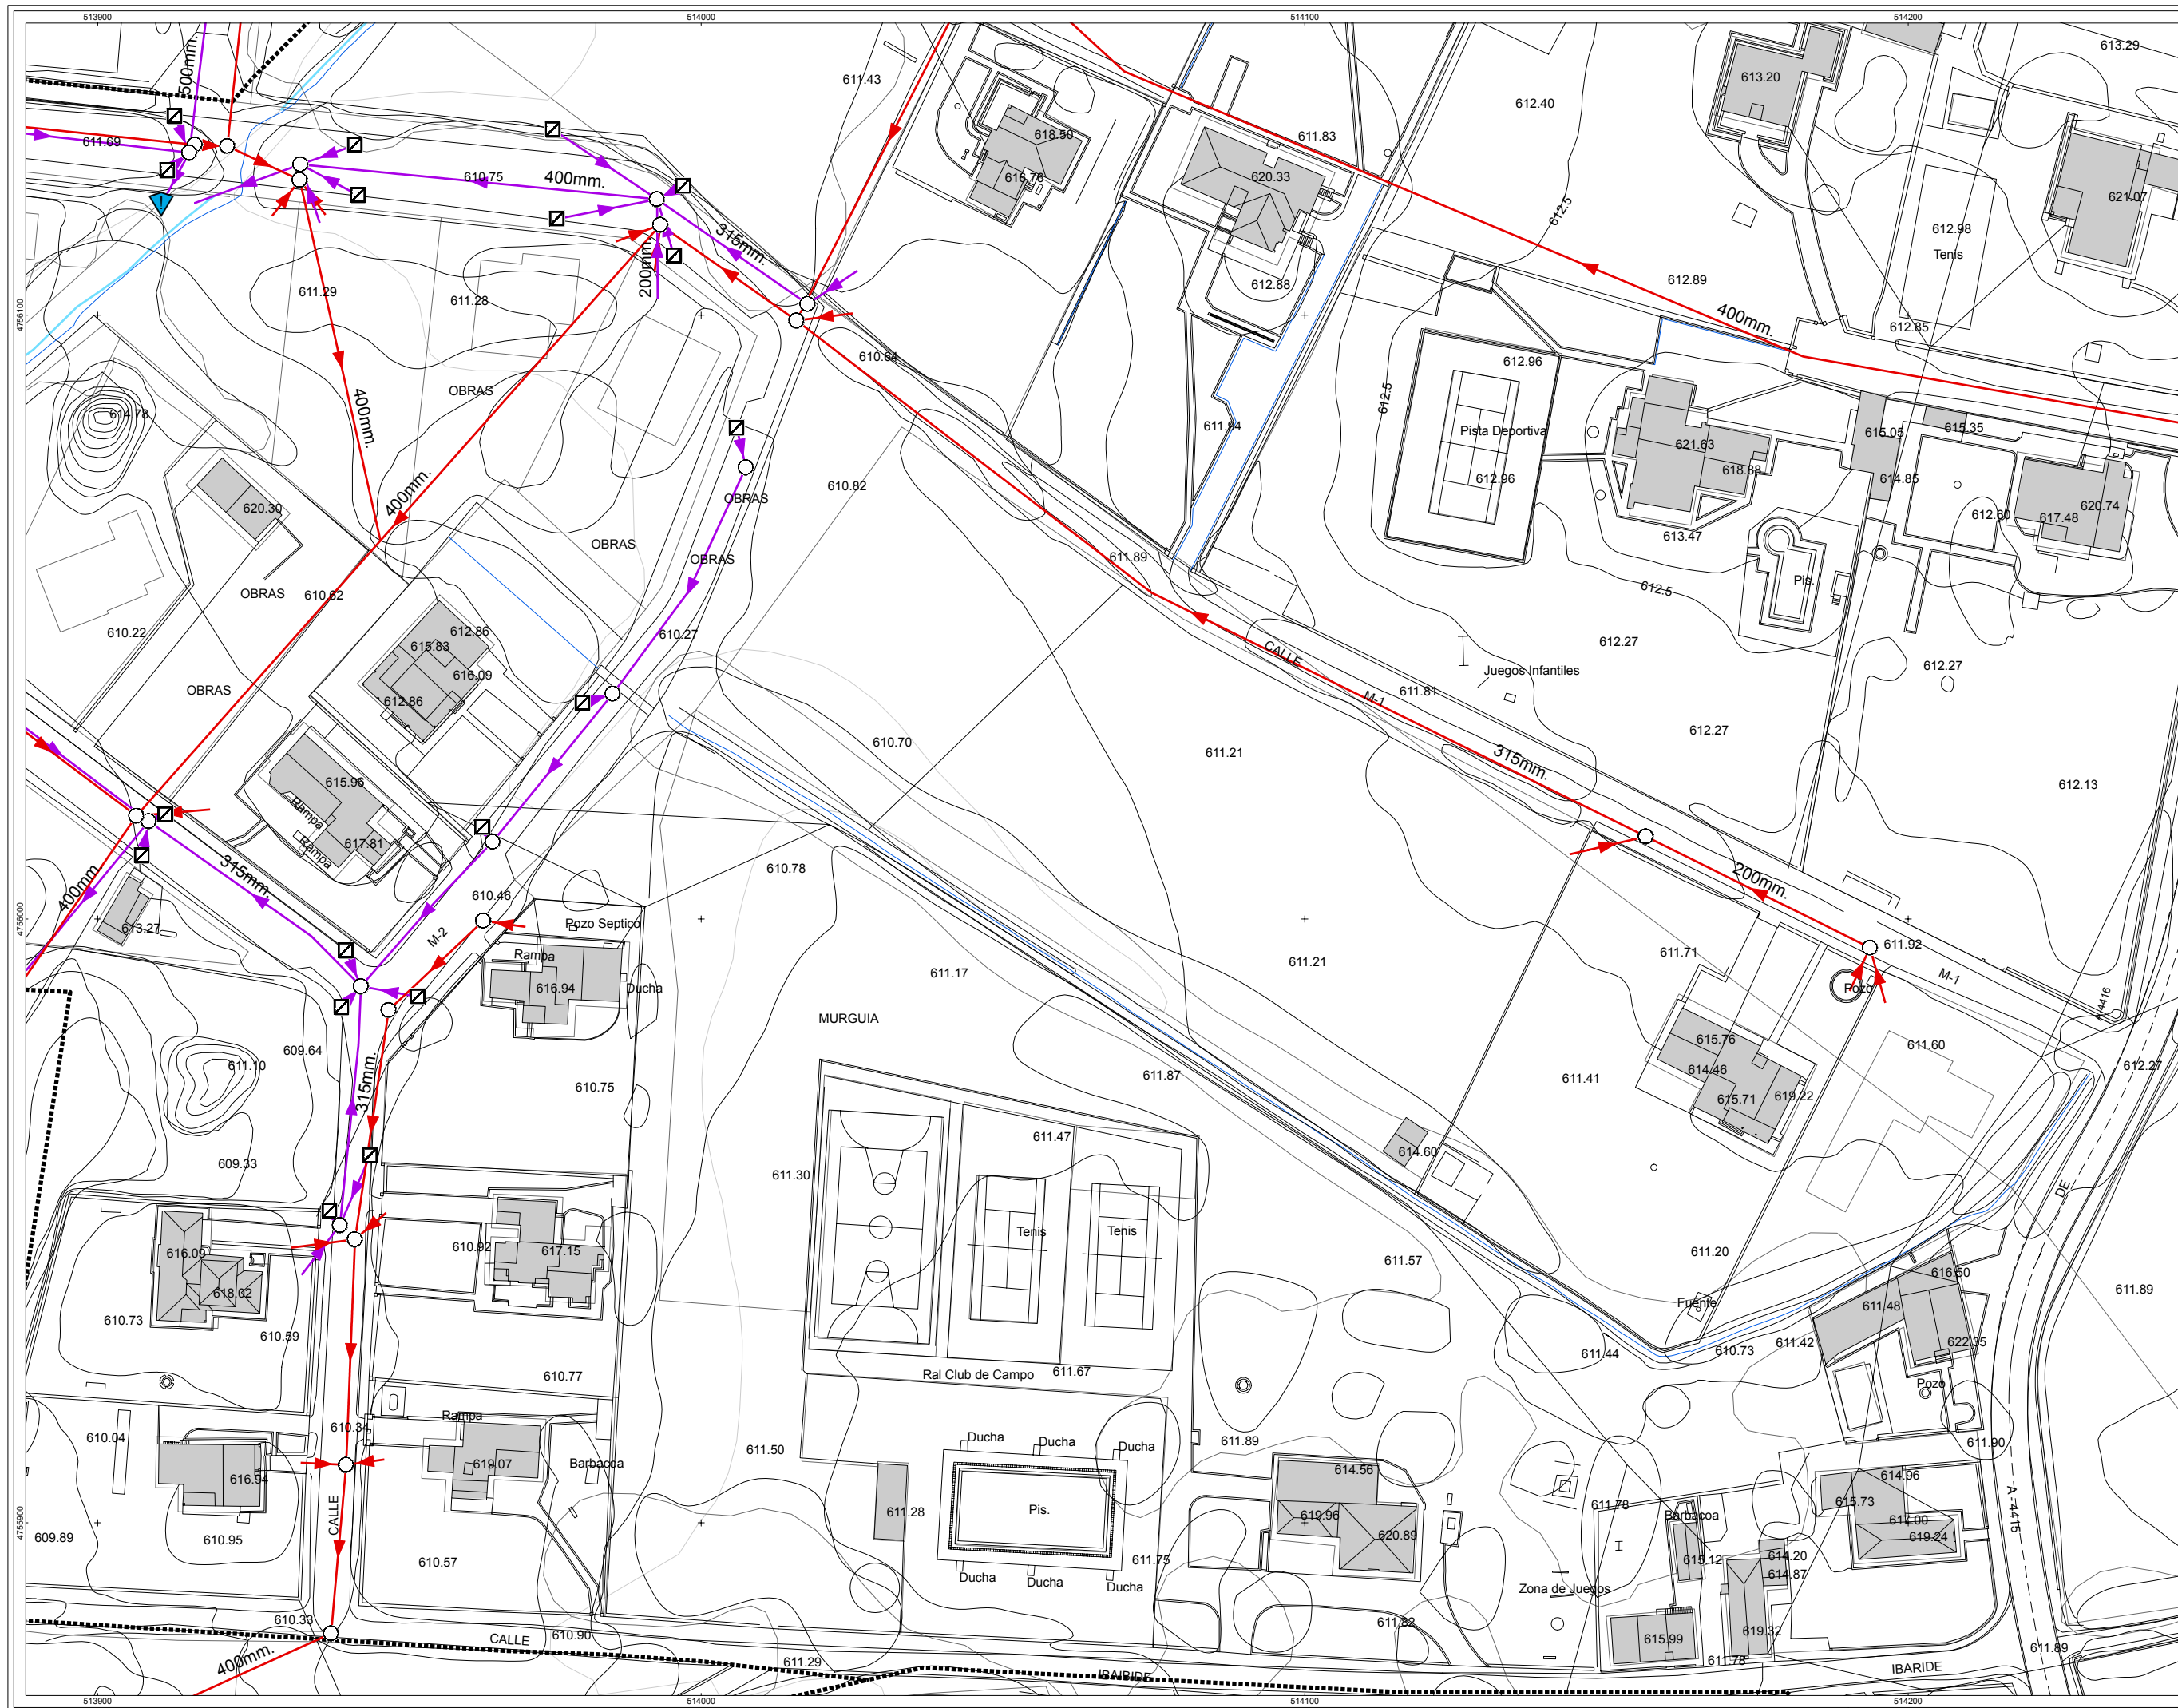 513900
514000
514100
514200
613.29
500mm.
611.43
613.20
612.40
611.69
618.50
611.83
610.75
400mm.
616.76
620.33
621.07
612.5
612.98
Tenis
315mm.
200mm.
611.29
611.28
612.88
612.89
400mm.
4756100
612.85
610.64
612.96
OBRAS
612.5
614.78
400mm.
611.94
Pista Deportiva
615.05
615.35
621.63
618.88
610.82
612.96
614.85
400mm.
OBRAS
620.30
612.60
617.48
620.74
613.47
OBRAS
OBRAS
611.89
Pis.
OBRAS
610.62
612.5
610.22
612.86
610.27
615.83
612.27
CALLE
616.09
Juegos Infantiles
612.27
OBRAS
612.86
611.81
M-1
612.27
610.70
611.21
315mm.
615.96
612.13
Rampa
617.81
Rampa
315mm.
610.78
200mm.
400mm.
610.46
4756000
Pozo Septico
613.27
M-2
611.92
611.71
Rampa
611.21
611.17
M-1
616.94
Ducha
Pozo
A-4416
MURGUIA
609.64
615.76
611.60
611.10
315mm.
611.87
614.46
612.27
610.75
611.41
615.71
619.22
611.47
614.60
609.33
611.30
DE
Tenis
Tenis
616.09
610.92
617.15
611.20
611.57
616.50
618.02
611.89
Fuente
611.48
610.73
610.59
611.42
622.35
611.44
610.73
610.77
Ral Club de Campo
611.67
Pozo
Rampa
610.34
610.04
Ducha
Ducha
Ducha
611.89
611.90
611.50
616.94
619.07
Barbacoa
614.56
614.96
611.28
Pis.
611.78
615.73
4755900
CALLE
619.96
Barbacoa
617.00
A-4415
609.89
610.95
620.89
619.24
610.57
611.75
615.12
614.20
614.87
Ducha
Ducha
Ducha
Zona de Juegos
610.33
611.82
619.32
610.90
CALLE
615.99
611.89
400mm.
611.29
611.78
IBAIRIDE
IBARIDE
513900
514000
514100
514200